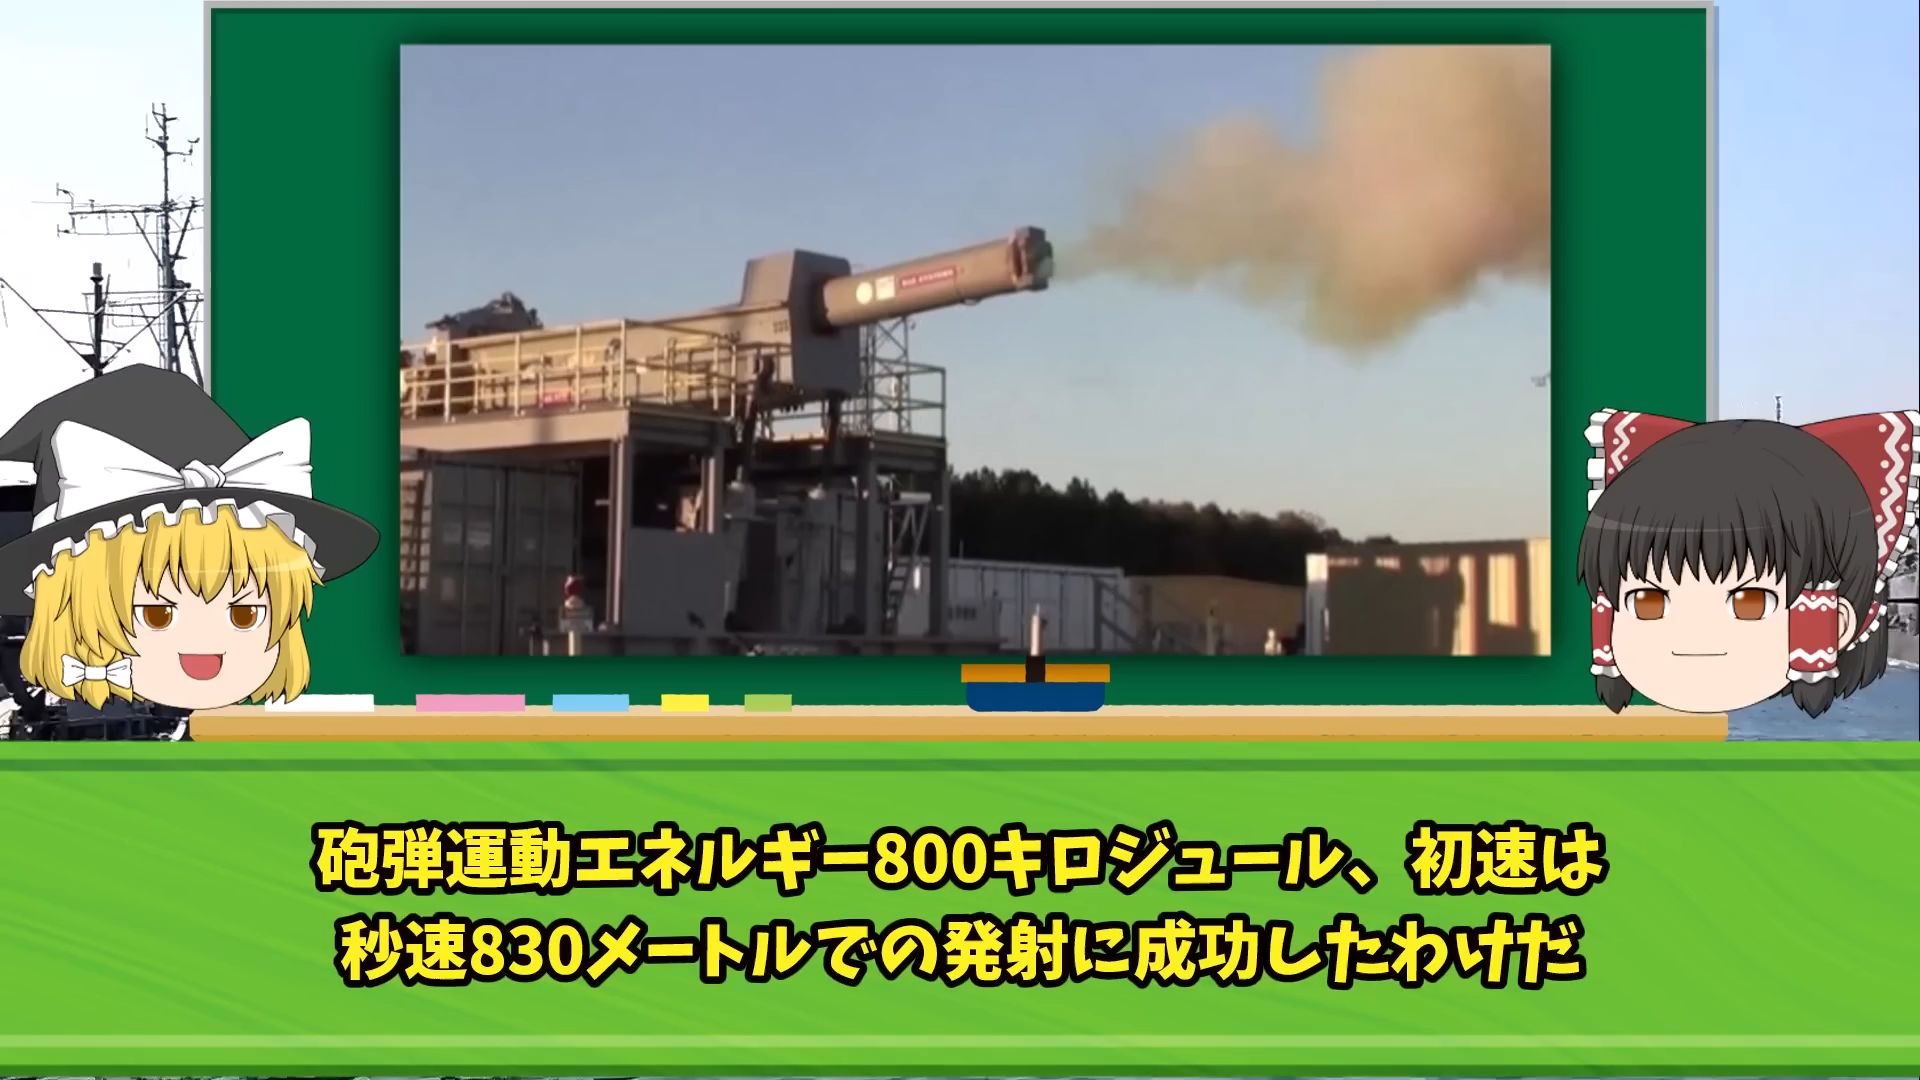 BAE SYSTEMS
砲弾運動エネルギー800キロジュール、初速は
秒速830メートルでの発射に成功したわけだ